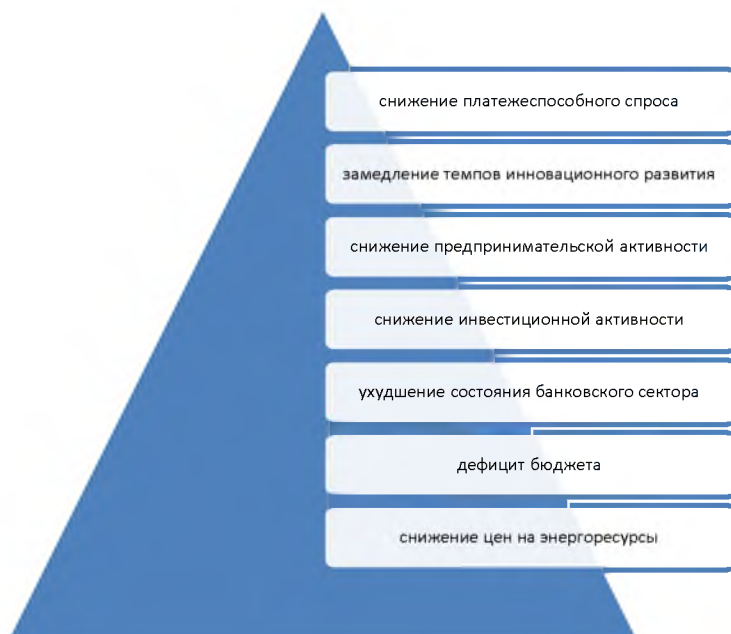 снижение платежеспособного спроса
замедление темпов инновационного развития
снижение предпринимательской активности
снижение инвестиционной активности
ухудшение состояния банковского сектора
дефицит бюджета
снижение цен на энергоресурсы